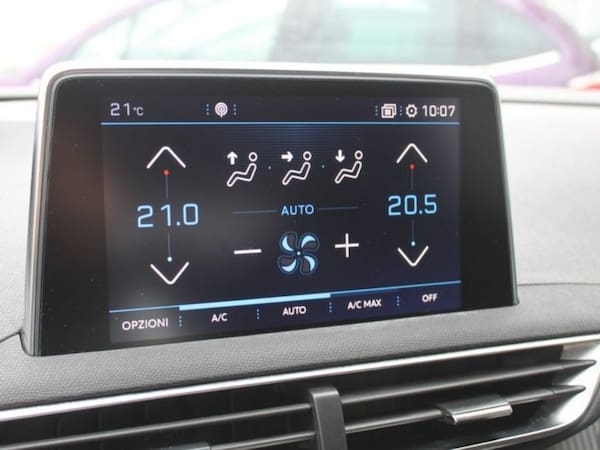 21°C 10:07
21.0 AUTO 20.5
OPZIONI A/C AUTO A/C MAX OFF